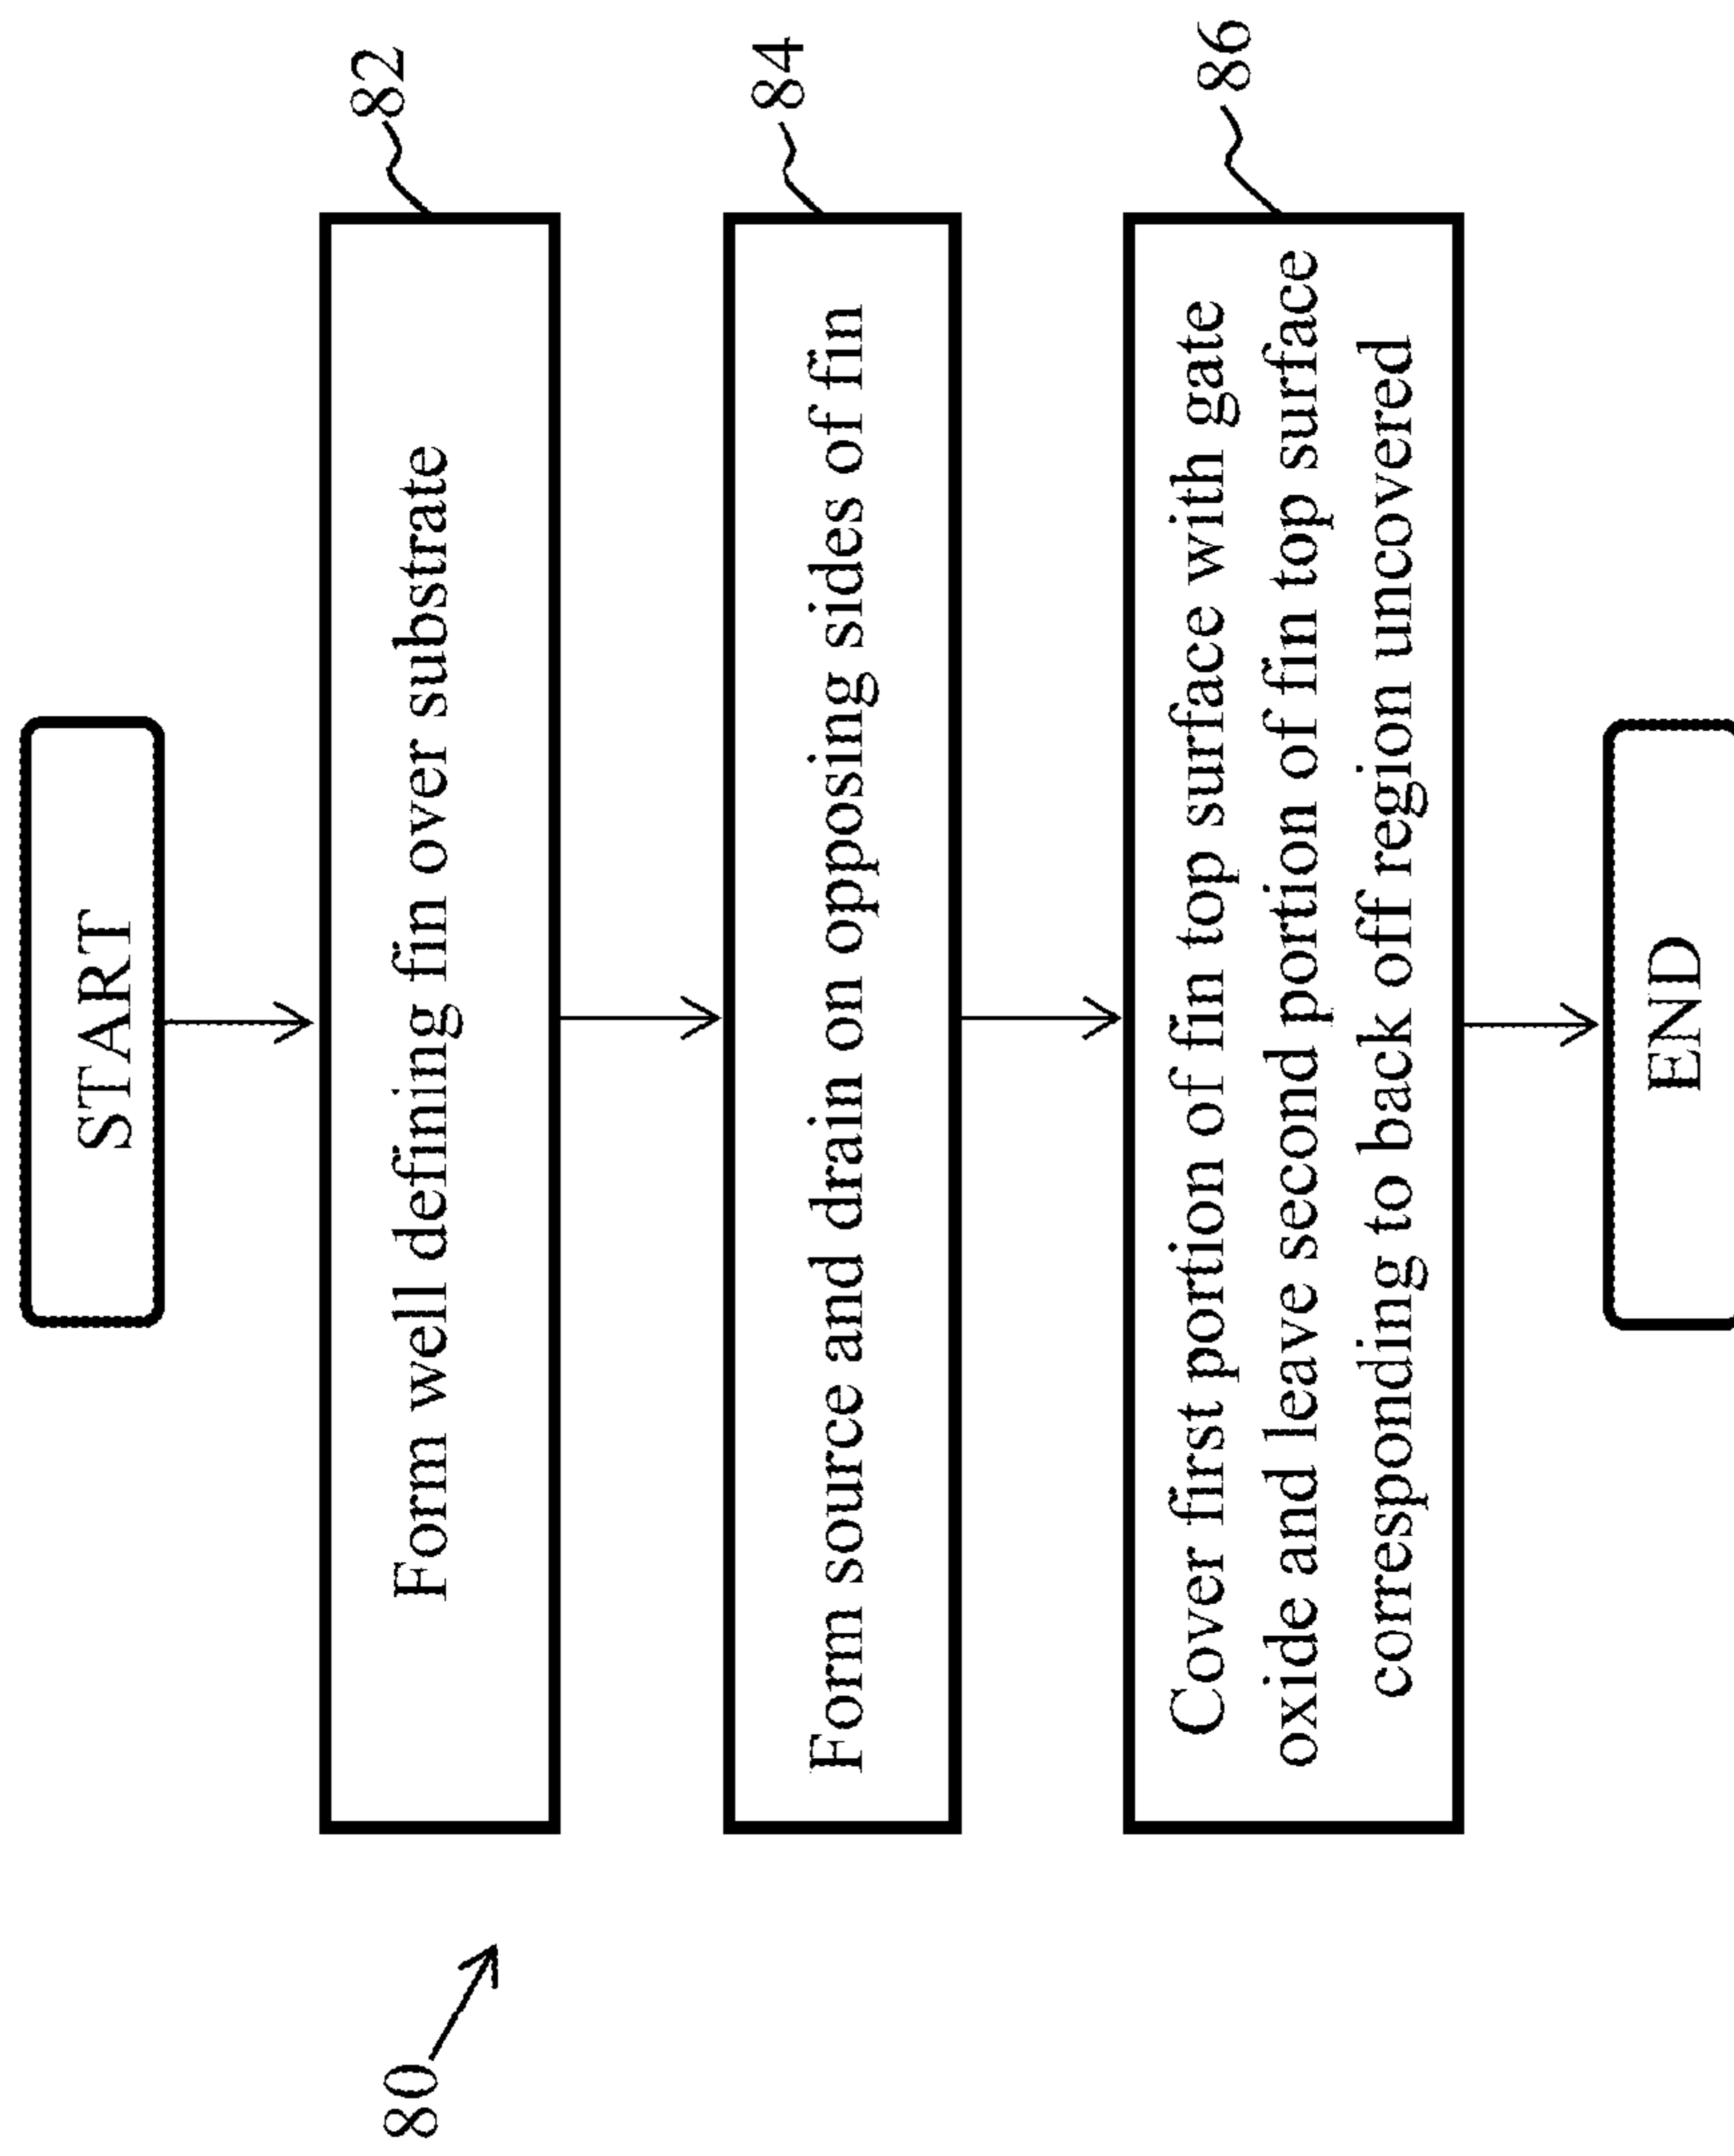 80
START
82
Form well defining fin over substrate
84
Form source and drain on opposing sides of fin
86
Cover first portion of fin top surface with gate
oxide and leave second portion of fin top surface
corresponding to back off region uncovered
END